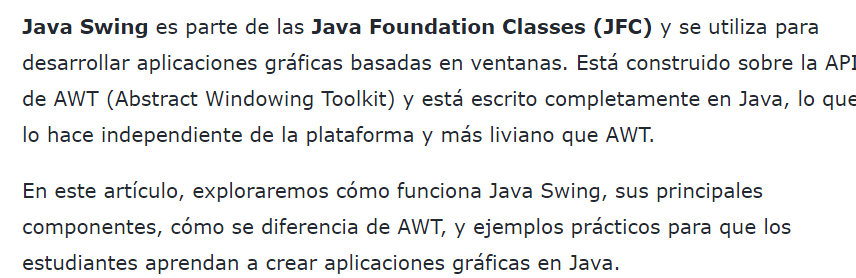 Java Swing es parte de las Java Foundation Classes (JFC) y se utiliza para
desarrollar aplicaciones gráficas basadas en ventanas. Está construido sobre la API
de AWT (Abstract Windowing Toolkit) y está escrito completamente en Java, lo que
lo hace independiente de la plataforma y más liviano que AWT.
En este artículo, exploraremos cómo funciona Java Swing, sus principales
componentes, cómo se diferencia de AWT, y ejemplos prácticos para que los
estudiantes aprendan a crear aplicaciones gráficas en Java.